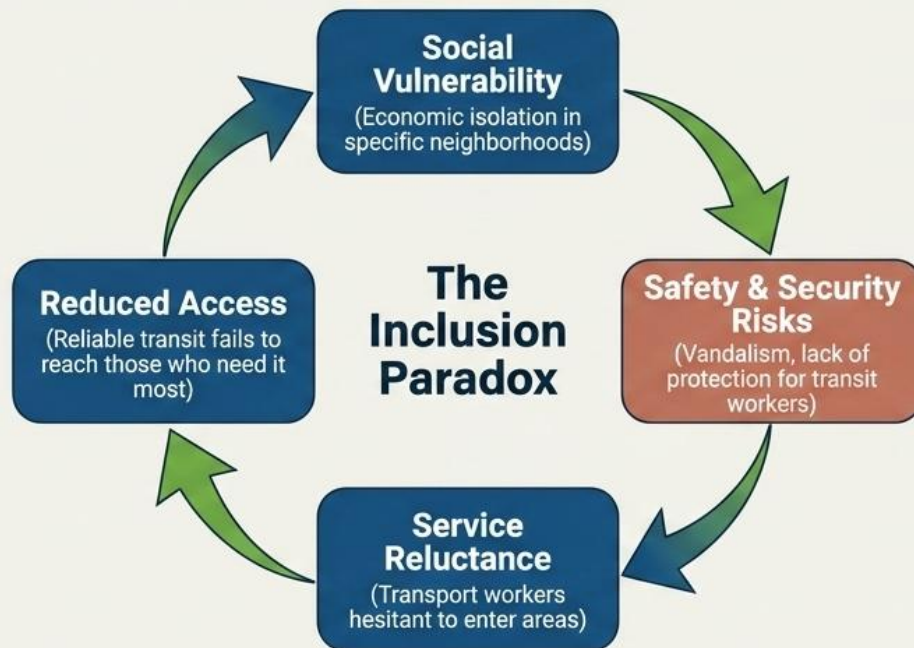 Social
Vulnerability
(Economic isolation in
specific neighborhoods)
Safety & Security
Risks
(Vandalism, lack of
protection for transit
workers)
Service
Reluctance
(Transport workers
hesitant to enter areas)
Reduced Access
(Reliable transit fails to
reach those who need it
most)
The
Inclusion
Paradox